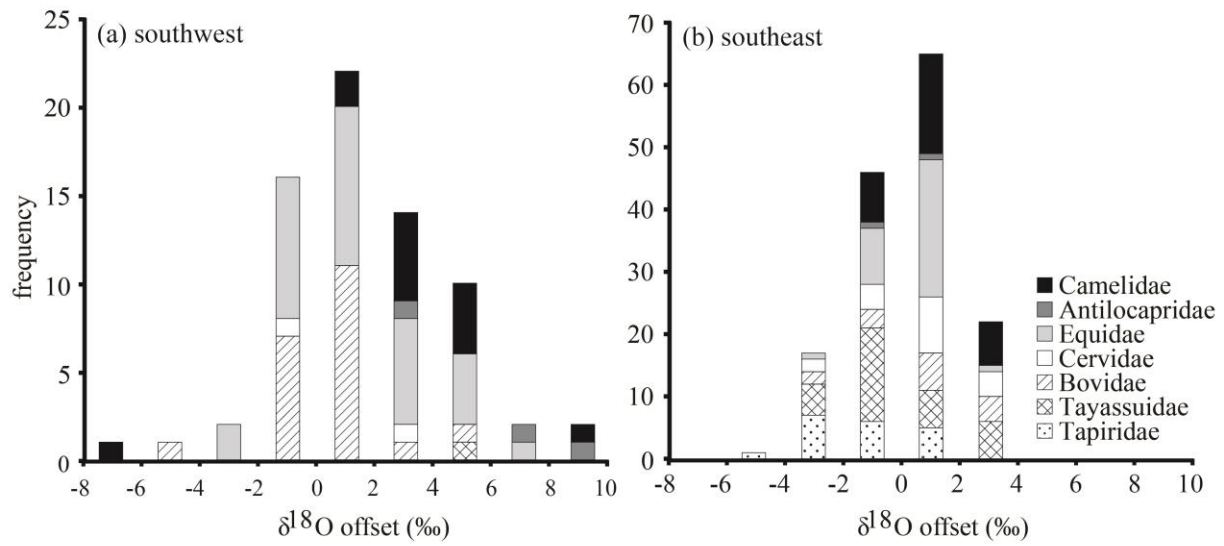 (a) southwest
25
20
15
10
5
0
frequency
-8 -6 -4 -2 0 2 4 6 8 10
δ18O offset (‰)
(b) southeast
70
60
50
40
30
20
10
0
Camelidae
Antilocapridae
Equidae
Cervidae
Bovidae
Tayassuidae
Tapiridae
-8 -6 -4 -2 0 2 4 6 8 10
δ18O offset (‰)